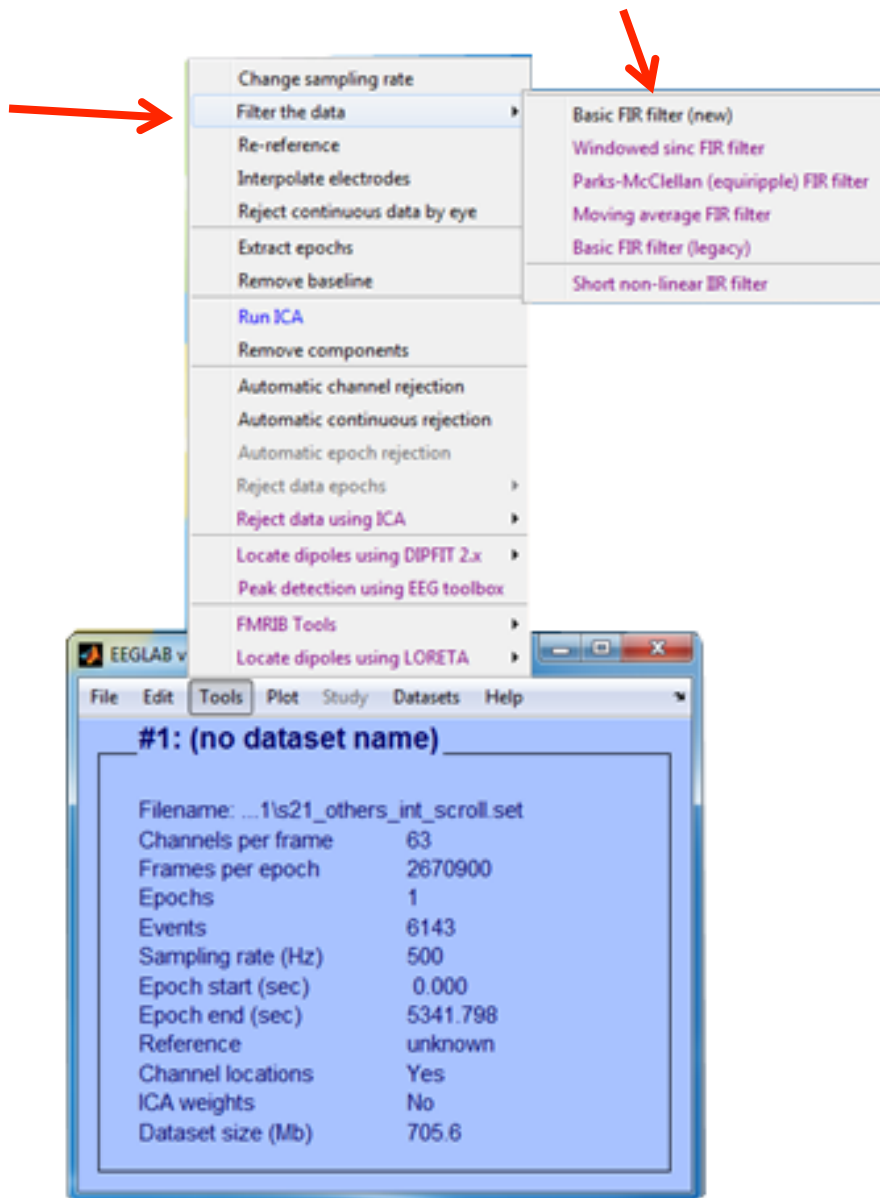 Change sampling rate
Filter the data
Re-reference
Interpolate electrodes
Reject continuous data by eye
Extract epochs
Remove baseline
Run ICA
Remove components
Automatic channel rejection
Automatic continuous rejection
Automatic epoch rejection
Reject data epochs
Reject data using ICA
Locate dipoles using DIPFIT 2.x
Peak detection using EEG toolbox
FMRIB Tools
Locate dipoles using LORETA
Basic FIR filter (new)
Windowed sinc FIR filter
Parks-McClellan (equiripple) FIR filter
Moving average FIR filter
Basic FIR filter (legacy)
Short non-linear IIR filter
EEGLAB v
File Edit Tools Plot Study Datasets Help
#1: (no dataset name)
Filename: ...1\s21_others_int_scroll.set
Channels per frame 63
Frames per epoch 2670900
Epochs 1
Events 6143
Sampling rate (Hz) 500
Epoch start (sec) 0.000
Epoch end (sec) 5341.798
Reference unknown
Channel locations Yes
ICA weights No
Dataset size (Mb) 705.6